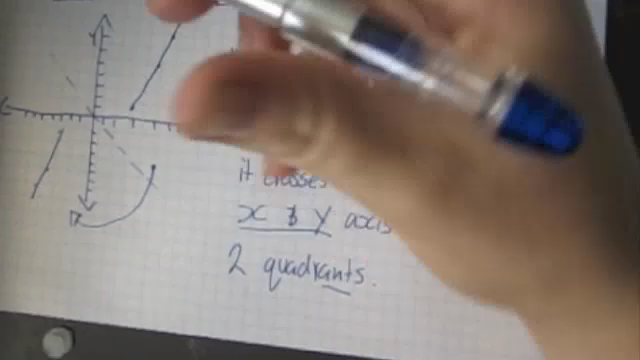 it crosses
x & y axis
2 quadrants.